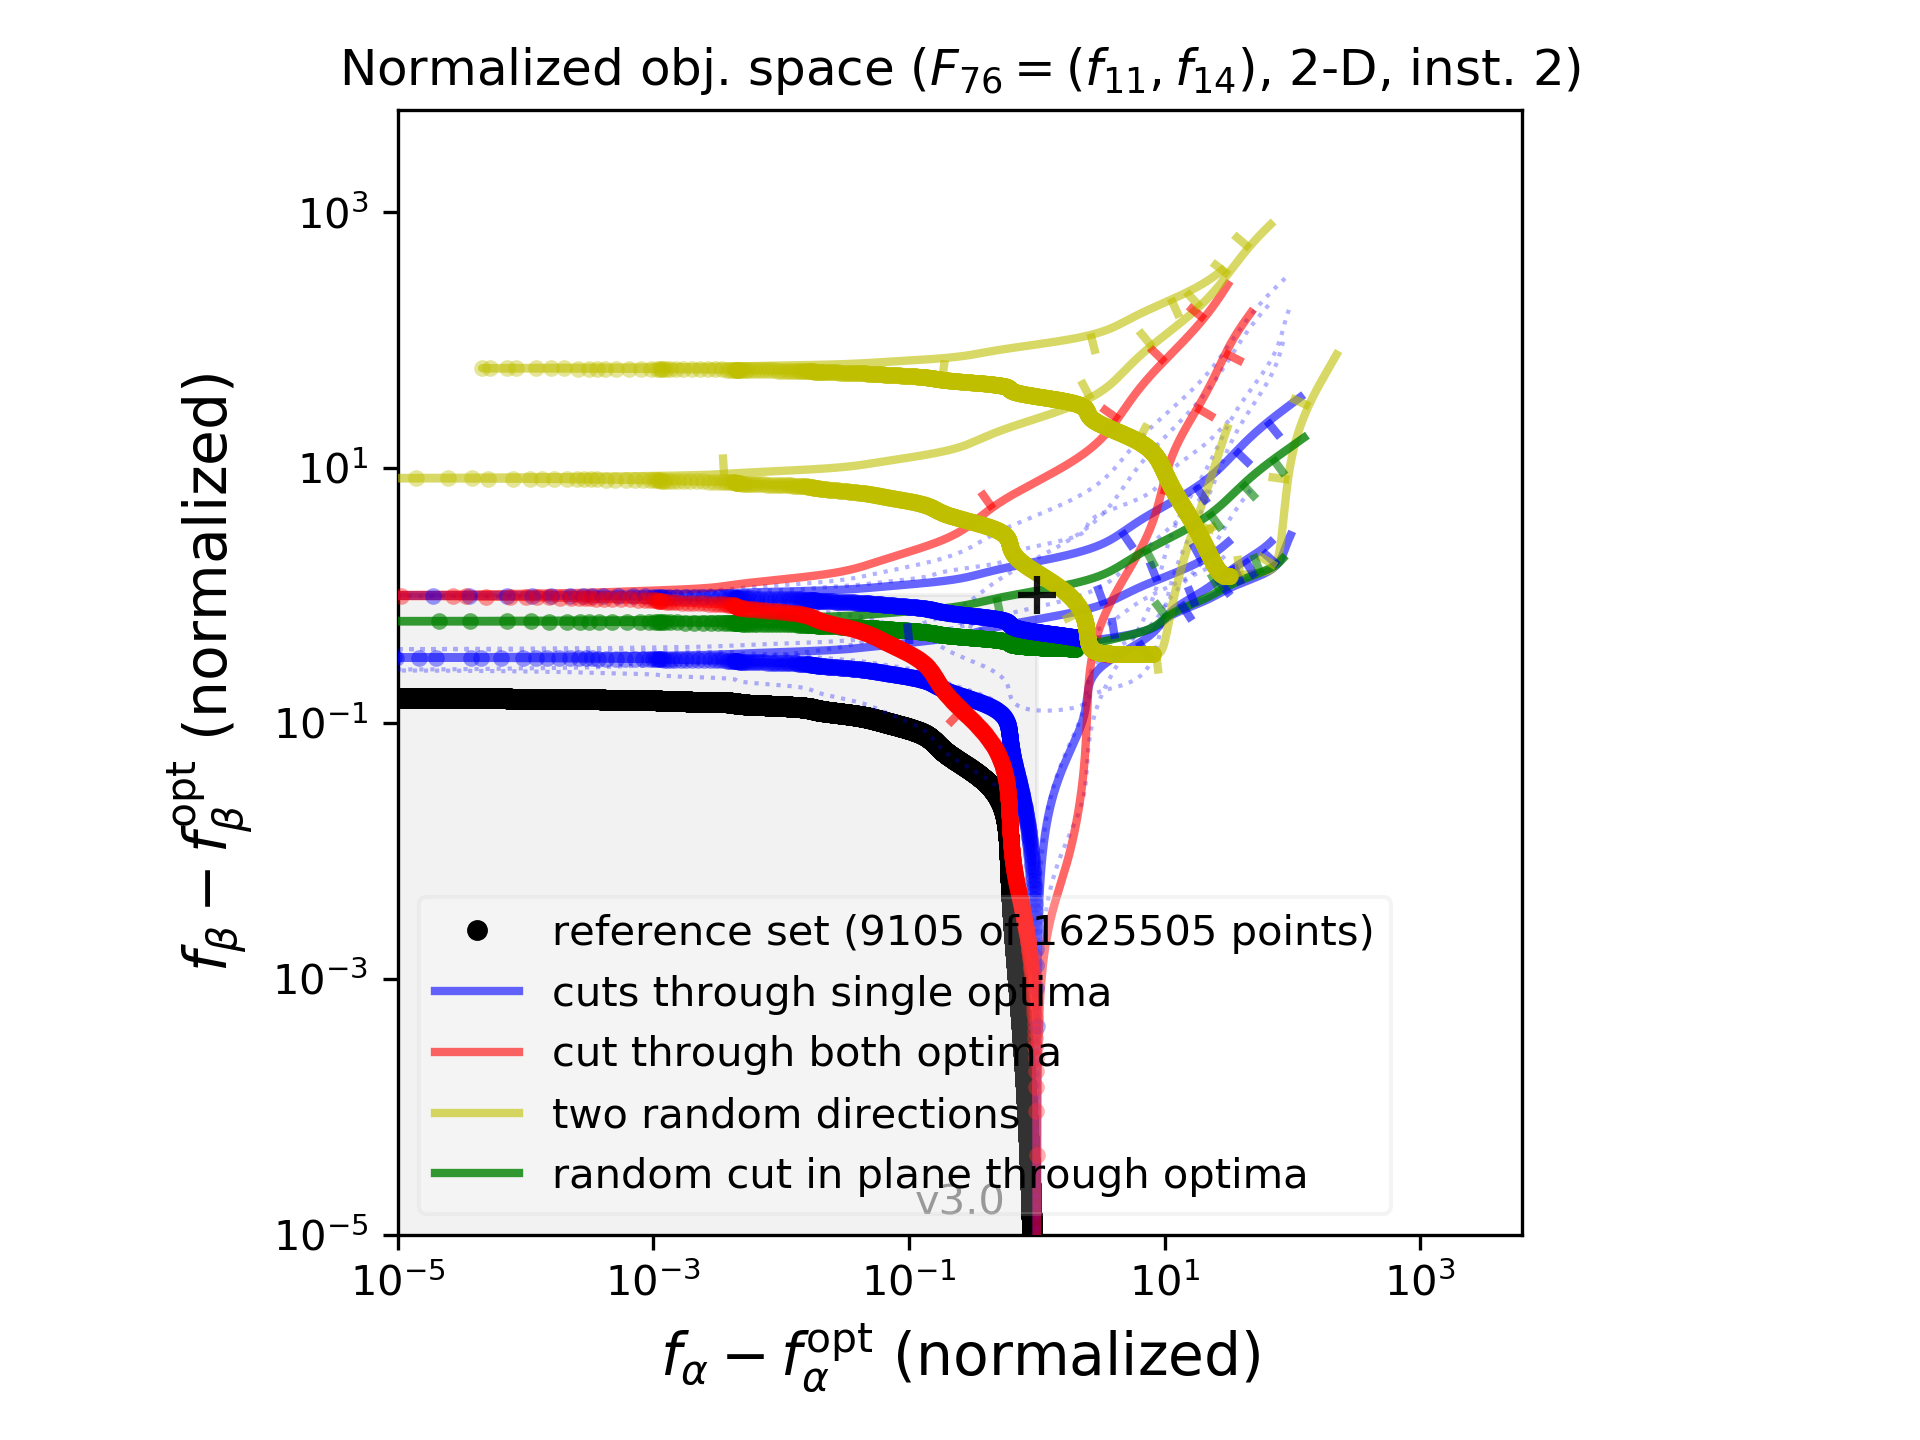 Normalized obj. space (F₇₆ = (f₁₁, f₁₄), 2-D, inst. 2)
f_β − f_β^opt (normalized)
10³
10¹
10⁻¹
10⁻³
10⁻⁵
reference set (9105 of 1625505 points)
cuts through single optima
cut through both optima
two random directions
random cut in plane through optima
v3.0
10⁻⁵ 10⁻³ 10⁻¹ 10¹ 10³
f_α − f_α^opt (normalized)